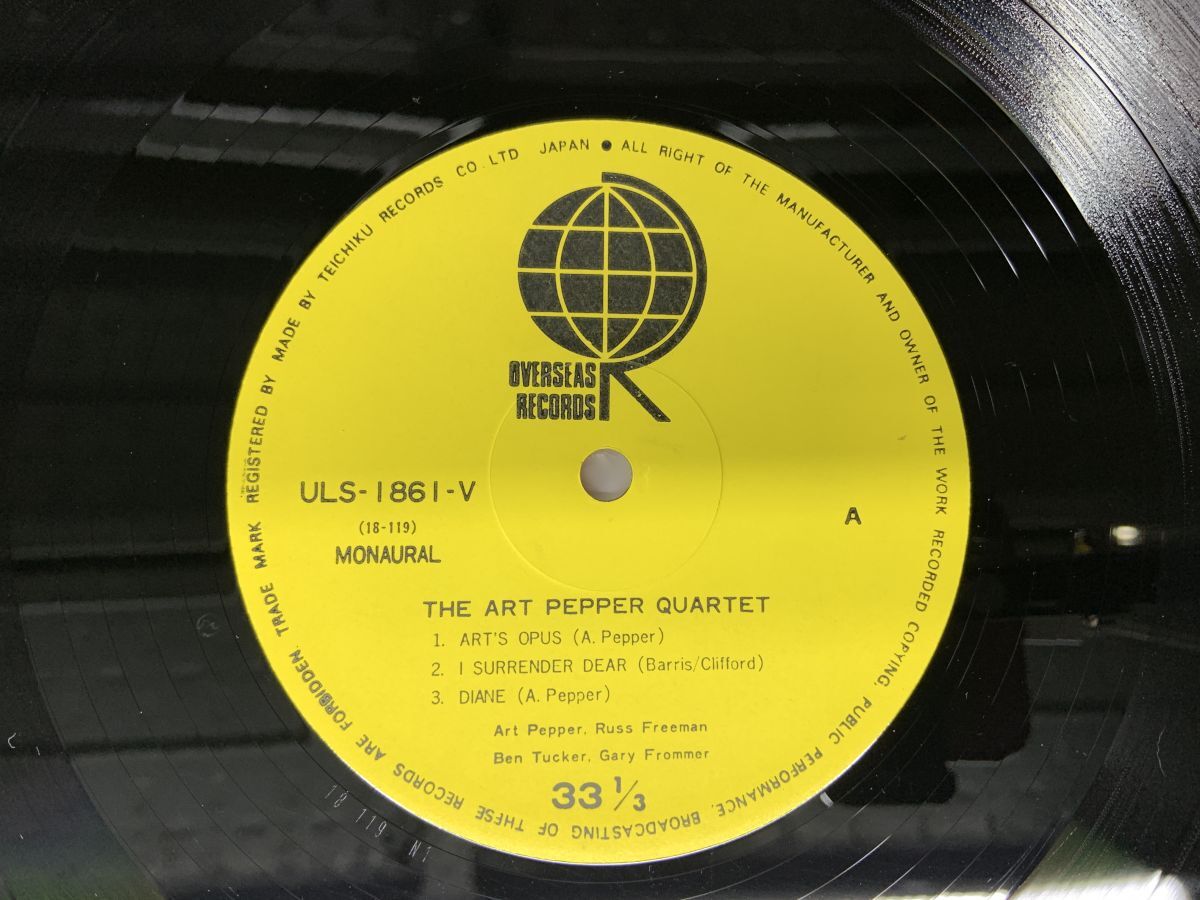 ALL RIGHT OF THE MANUFACTURER AND OWNER OF THE WORK RECORDED COPYING, PUBLIC PERFORMANCE, BROADCASTING OF THESE RECORDS ARE FORBIDDEN, TRADE MARK REGISTERED BY MADE BY TEICHIKU RECORDS CO. LTD JAPAN
OVERSEAS
RECORDS
R
ULS-1861-V
(18-119)
MONAURAL
A
THE ART PEPPER QUARTET
1. ART'S OPUS (A. Pepper)
2. I SURRENDER DEAR (Barris/Clifford)
3. DIANE (A. Pepper)
Art Pepper, Russ Freeman
Ben Tucker, Gary Frommer
33 1/3
18 119 N1